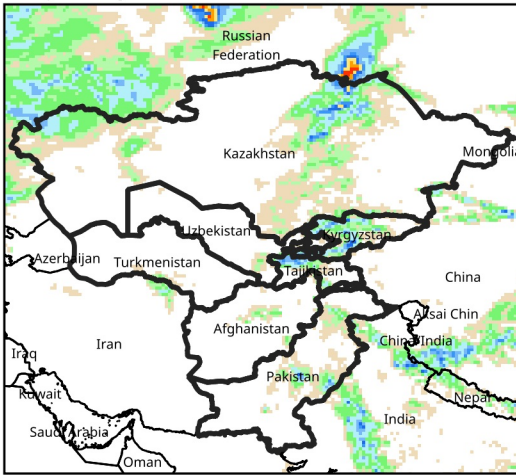 Russian
Federation
Kazakhstan
Mongolia
Uzbekistan
Kyrgyzstan
Azerbaijan
Turkmenistan
Tajikistan
China
Aksai Chin
Afghanistan
China/India
Iran
Iraq
Pakistan
Kuwait
Nepal
India
Saudi Arabia
Oman